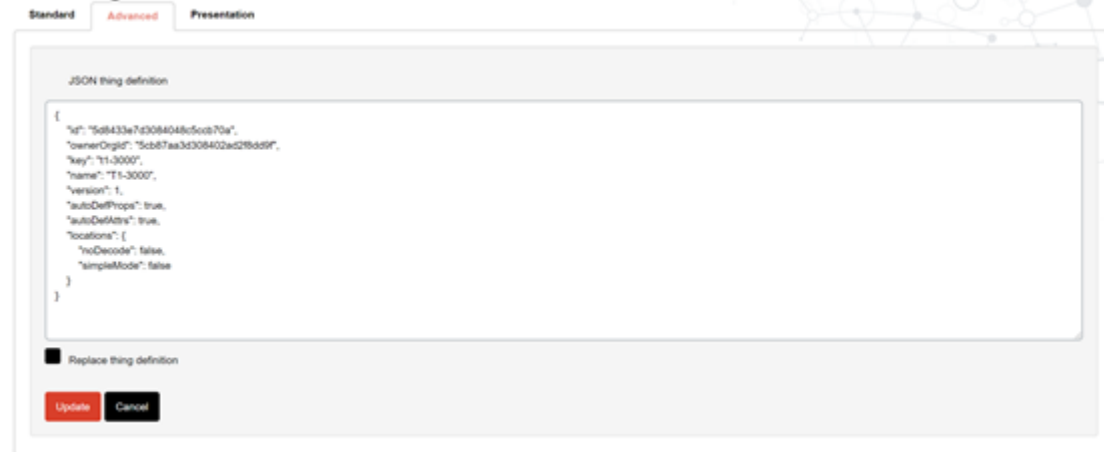 Standard Advanced Presentation
JSON thing definition
{
"id": "5d8433e7d3084048c5ccb70a",
"ownerOrgId": "5cb87aa3d308402ad2f8dd9f",
"key": "t1-3000",
"name": "T1-3000",
"version": 1,
"autoDefProps": true,
"autoDefAttrs": true,
"locations": {
"noDecode": false,
"simpleMode": false
}
}
Replace thing definition
Update Cancel